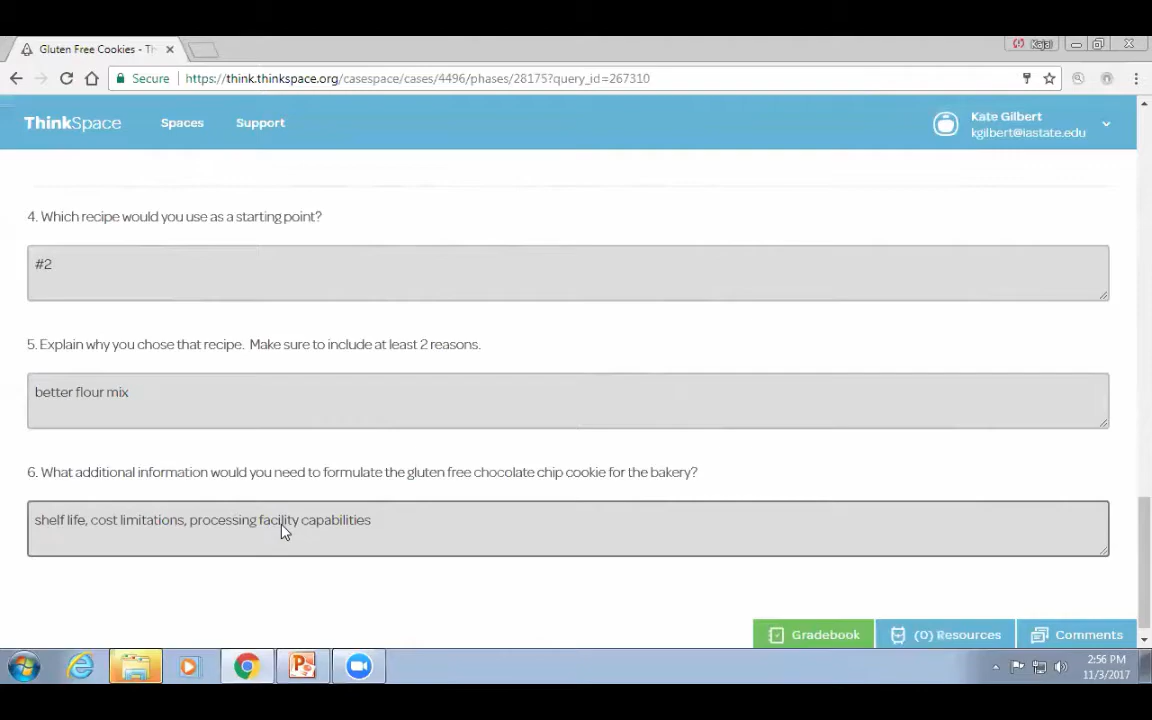 Gluten Free Cookies - Th
Kajal
Secure
https://think.thinkspace.org/casespace/cases/4496/phases/28175?query_id=267310
ThinkSpace
Spaces
Support
Kate Gilbert
kgilbert@iastate.edu
4. Which recipe would you use as a starting point?
#2
5. Explain why you chose that recipe. Make sure to include at least 2 reasons.
better flour mix
6. What additional information would you need to formulate the gluten free chocolate chip cookie for the bakery?
shelf life, cost limitations, processing facility capabilities
Gradebook
(0) Resources
Comments
2:56 PM
11/3/2017